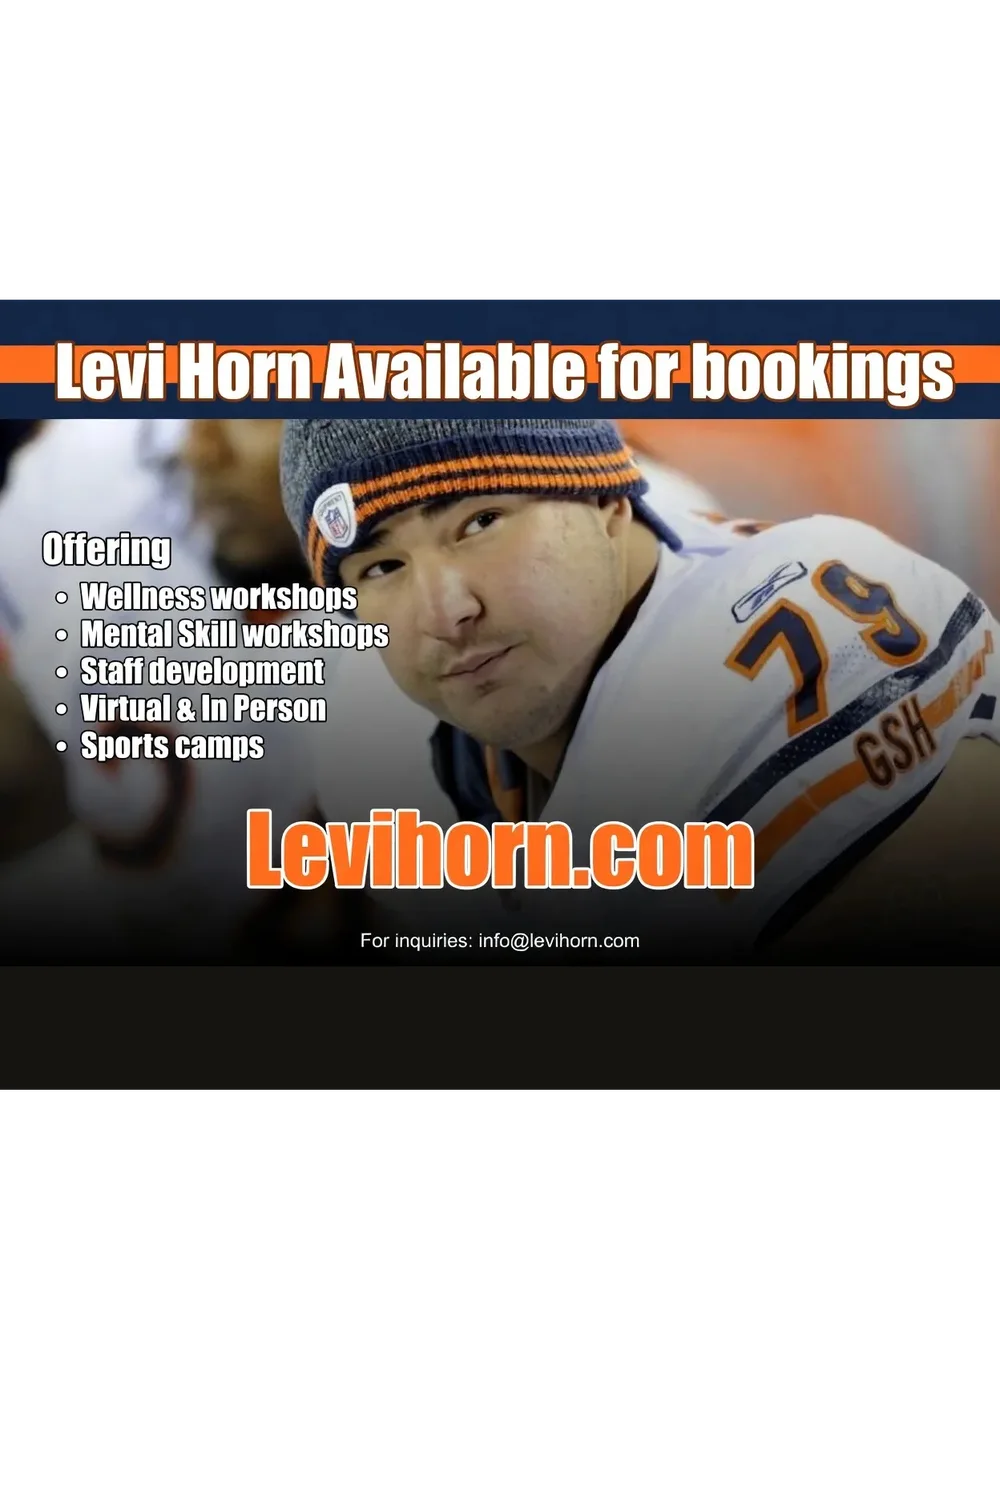 Levi Horn Available for bookings
Offering
• Wellness workshops
• Mental Skill workshops
• Staff development
• Virtual & In Person
• Sports camps
79
GSH
Levihorn.com
For inquiries: info@levihorn.com